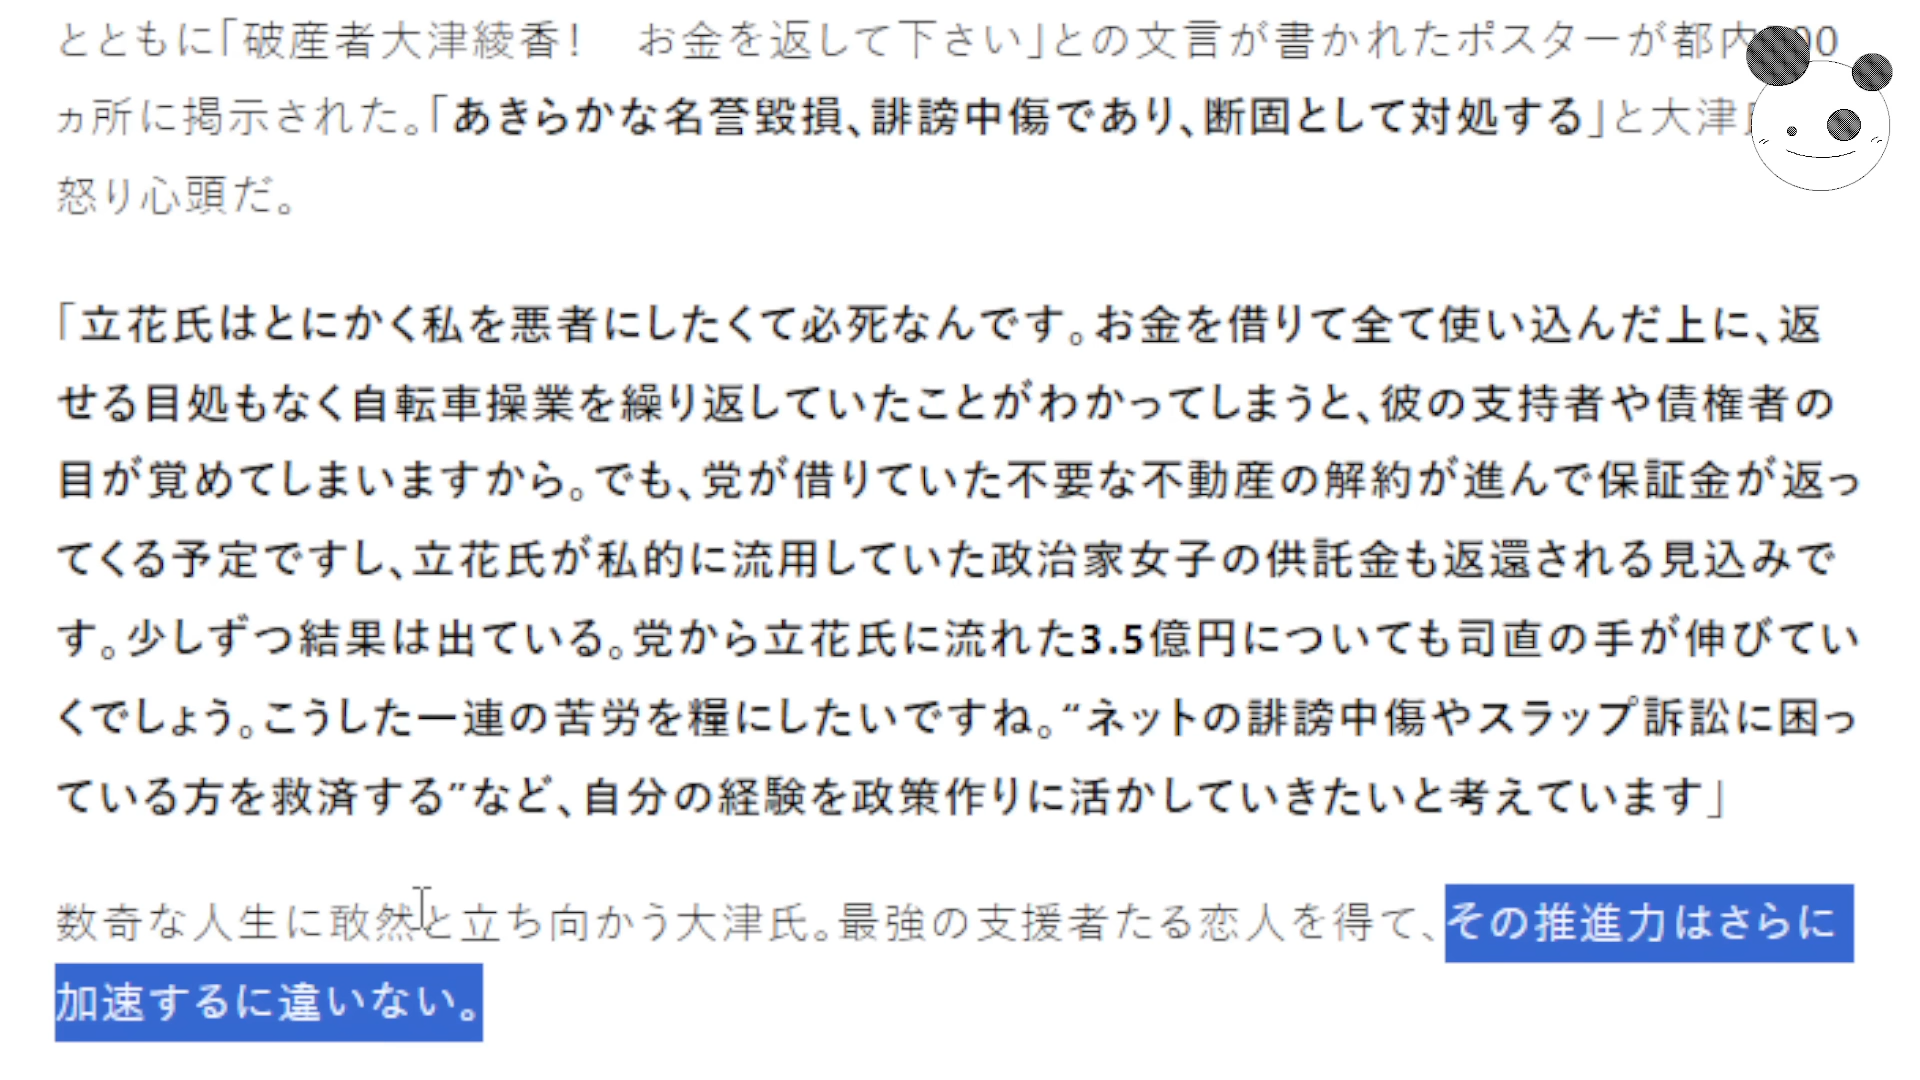 とともに「破産者大津綾香！　お金を返して下さい」との文言が書かれたポスターが都内
ヵ所に掲示された。「あきらかな名誉毀損、誹謗中傷であり、断固として対処する」と大津
怒り心頭だ。
「立花氏はとにかく私を悪者にしたくて必死なんです。お金を借りて全て使い込んだ上に、返
せる目処もなく自転車操業を繰り返していたことがわかってしまうと、彼の支持者や債権者の
目が覚めてしまいますから。でも、党が借りていた不要な不動産の解約が進んで保証金が返っ
てくる予定ですし、立花氏が私的に流用していた政治家女子の供託金も返還される見込みで
す。少しずつ結果は出ている。党から立花氏に流れた3.5億円についても司直の手が伸びてい
くでしょう。こうした一連の苦労を糧にしたいですね。“ネットの誹謗中傷やスラップ訴訟に困っ
ている方を救済する”など、自分の経験を政策作りに活かしていきたいと考えています」
数奇な人生に敢然と立ち向かう大津氏。最強の支援者たる恋人を得て、その推進力はさらに
加速するに違いない。